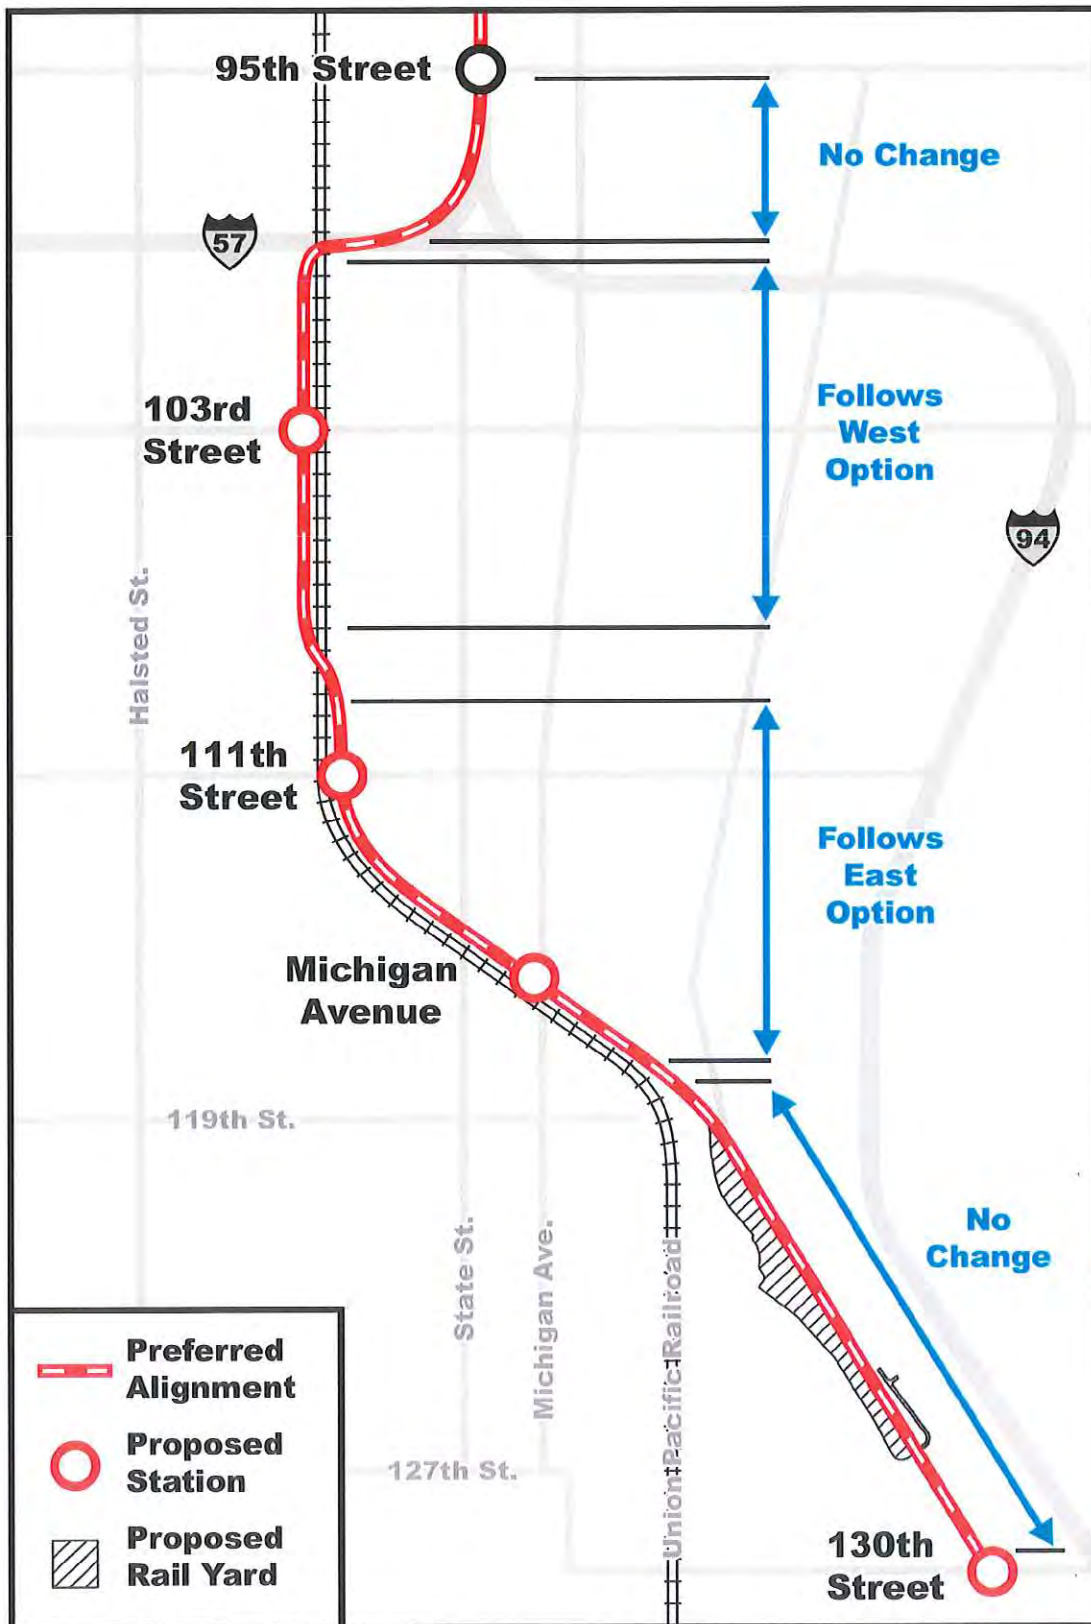 95th Street
No Change
57
103rd
Street
Follows
West
Option
94
Halsted St.
111th
Street
Follows
East
Option
Michigan
Avenue
119th St.
No
Change
State St.
Michigan Ave.
Union Pacific Railroad
127th St.
130th
Street
Preferred
Alignment
Proposed
Station
Proposed
Rail Yard